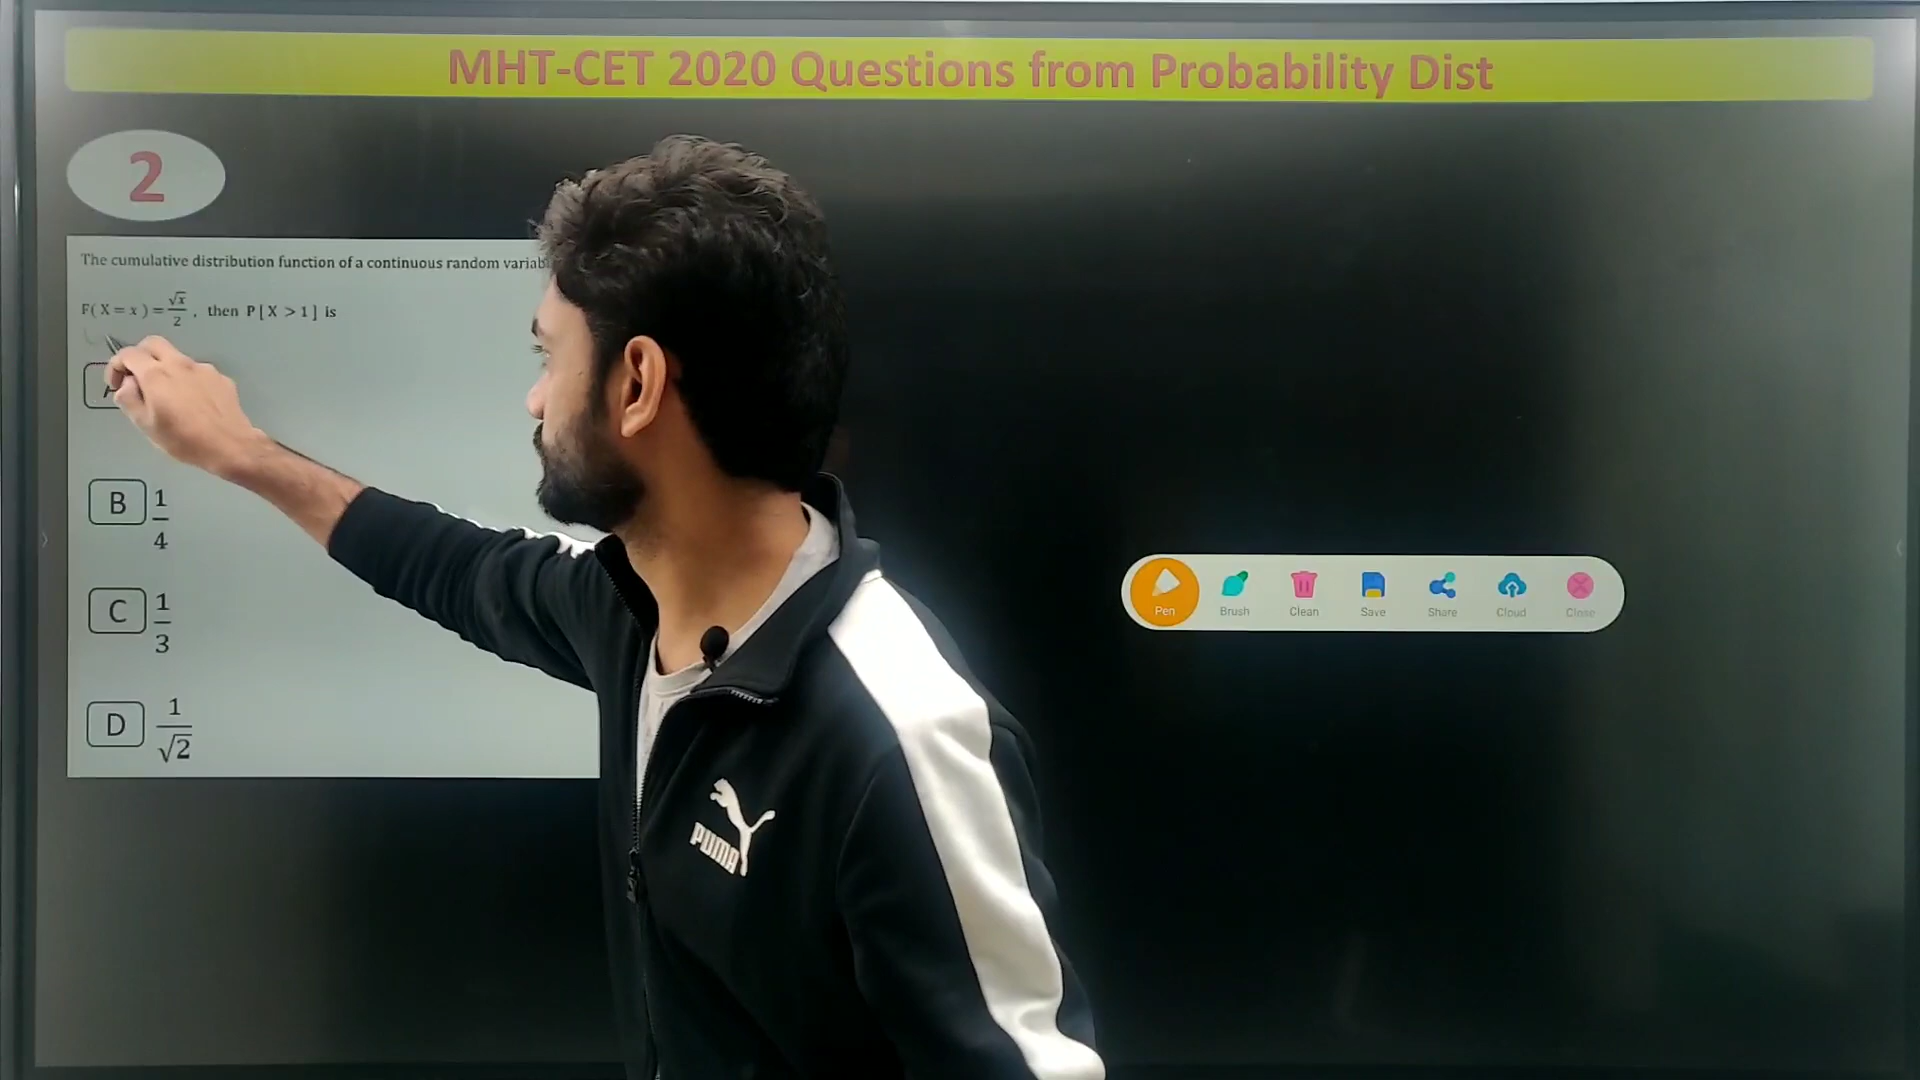 MHT-CET 2020 Questions from Probability Dist
2
The cumulative distribution function of a continuous random
F(X = x) = √x/2 , then P[X > 1] is
B 1/4
C 1/3
D 1/√2
Pen Brush Clean Save Share Cloud Close
PUMA